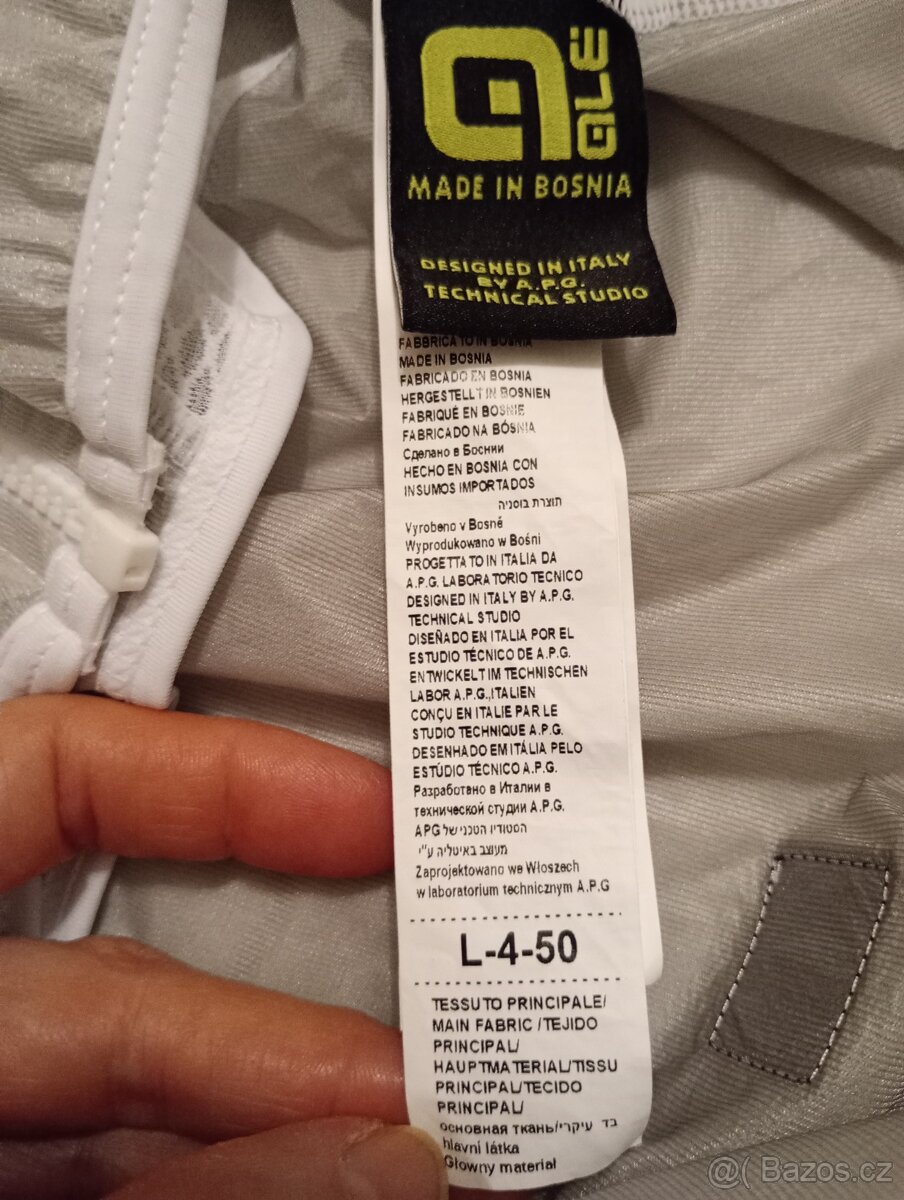 aLÉ
MADE IN BOSNIA
DESIGNED IN ITALY
BY A.P.G.
TECHNICAL STUDIO
FABBRICATO IN BOSNIA
MADE IN BOSNIA
FABRICADO EN BOSNIA
HERGESTELLT IN BOSNIEN
FABRIQUÉ EN BOSNIE
FABRICADO NA BÓSNIA
Сделано в Боснии
HECHO EN BOSNIA CON
INSUMOS IMPORTADOS
תוצרת בוסניה
Vyrobeno v Bosně
Wyprodukowano w Bośni
PROGETTATO IN ITALIA DA
A.P.G. LABORATORIO TECNICO
DESIGNED IN ITALY BY A.P.G.
TECHNICAL STUDIO
DISEÑADO EN ITALIA POR EL
ESTUDIO TÉCNICO DE A.P.G.
ENTWICKELT IM TECHNISCHEN
LABOR A.P.G.,ITALIEN
CONÇU EN ITALIE PAR LE
STUDIO TECHNIQUE A.P.G.
DESENHADO EM ITÁLIA PELO
ESTÚDIO TÉCNICO A.P.G.
Разработано в Италии в
технической студии A.P.G.
APG הסטודיו הטכני של
מעוצב באיטליה ע"י
Zaprojektowano we Włoszech
w laboratorium technicznym A.P.G
L-4-50
TESSUTO PRINCIPALE/
MAIN FABRIC /TEJIDO
PRINCIPAL/
HAUPTMATERIAL/TISSU
PRINCIPAL/TECIDO
PRINCIPAL/
основная ткань/בד עיקרי
hlavní látka
Głowny materiał
@( Bazos.cz